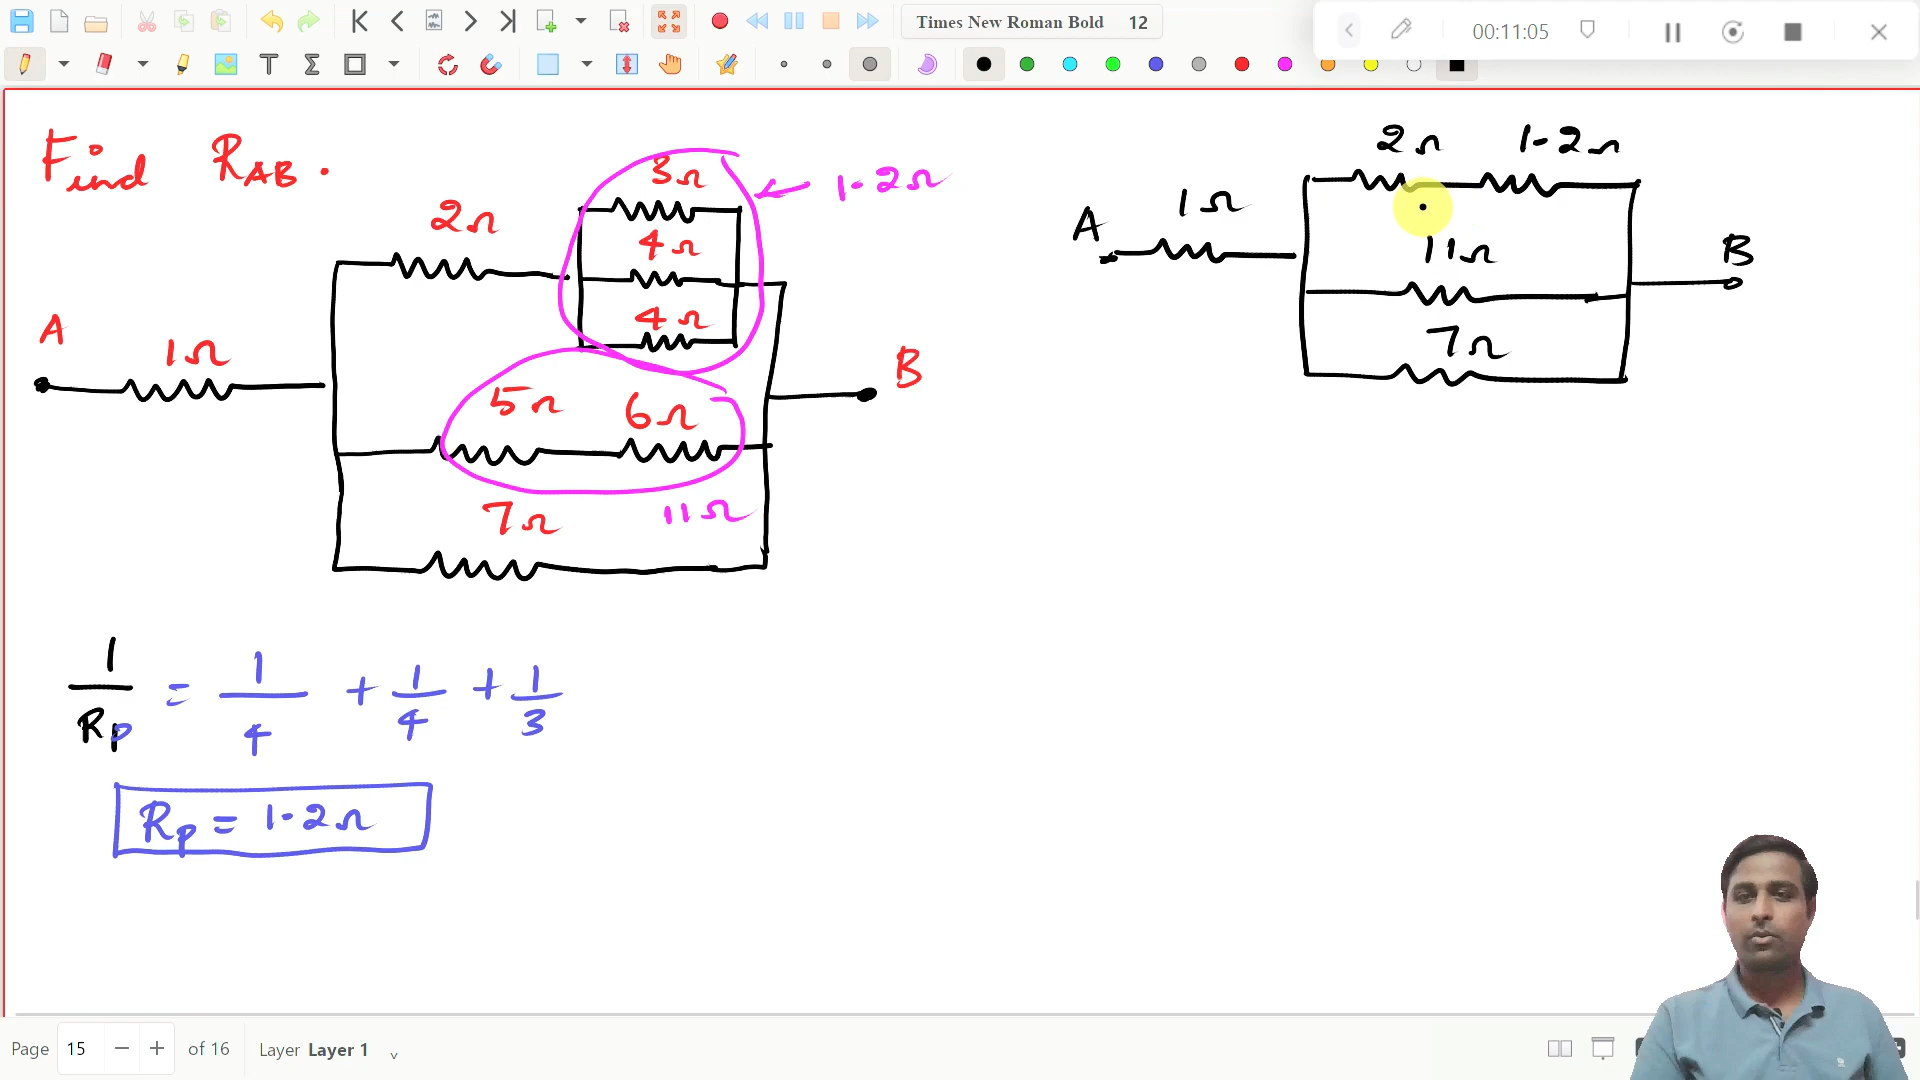 Times New Roman Bold 12
00:11:05
Find R_AB.
3Ω
1.2Ω
2Ω
4Ω
4Ω
A
1Ω
B
5Ω
6Ω
7Ω
11Ω
2Ω
1.2Ω
A
1Ω
11Ω
B
7Ω
1/Rp = 1/4 + 1/4 + 1/3
Rp = 1.2Ω
Page 15 of 16 Layer Layer 1